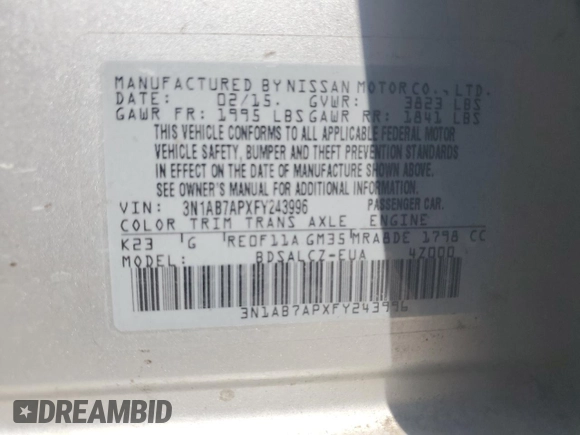 MANUFACTURED BY NISSAN MOTOR CO., LTD.
DATE: 02/15. GVWR: 3823 LBS
GAWR FR: 1995 LBS GAWR RR: 1841 LBS
THIS VEHICLE CONFORMS TO ALL APPLICABLE FEDERAL MOTOR
VEHICLE SAFETY, BUMPER AND THEFT PREVENTION STANDARDS
IN EFFECT ON THE DATE OF MANUFACTURE SHOWN ABOVE.
SEE OWNER'S MANUAL FOR ADDITIONAL INFORMATION.
VIN: 3N1AB7APXFY243996 PASSENGER CAR.
COLOR TRIM TRANS AXLE ENGINE
K23 G RE0F11A GM35 MRA8DE 1798 CC
MODEL: BDSALCZ-EUA 4Z000
3N1AB7APXFY243996
DREAMBID